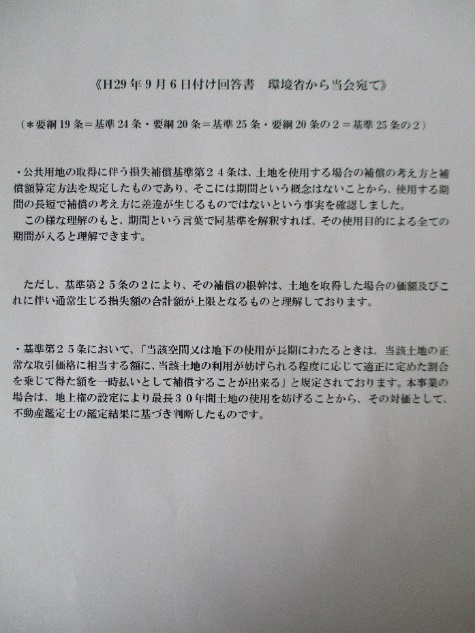 《H29年9月6日付け回答書　環境省から当会宛て》
（＊要綱19条＝基準24条・要綱20条＝基準25条・要綱20条の2＝基準25条の2）
・公共用地の取得に伴う損失補償基準第２４条は、土地を使用する場合の補償の考え方と補
償額算定方法を規定したものであり、そこには期間という概念はないことから、使用する期
間の長短で補償の考え方に差違が生じるものではないという事実を確認しました。
　この様な理解のもと、期間という言葉で同基準を解釈すれば、その使用目的による全ての
期間が入ると理解できます。
　ただし、基準第２５条の２により、その補償の根幹は、土地を取得した場合の価額及びこ
れに伴い通常生じる損失額の合計額が上限となるものと理解しております。
・基準第２５条において、「当該空間又は地下の使用が長期にわたるときは、当該土地の正
常な取引価格に相当する額に、当該土地の利用が妨げられる程度に応じて適正に定めた割合
を乗じて得た額を一時払いとして補償することが出来る」と規定されております。本事業の
場合は、地上権の設定により最長３０年間土地の使用を妨げることから、その対価として、
不動産鑑定士の鑑定結果に基づき判断したものです。